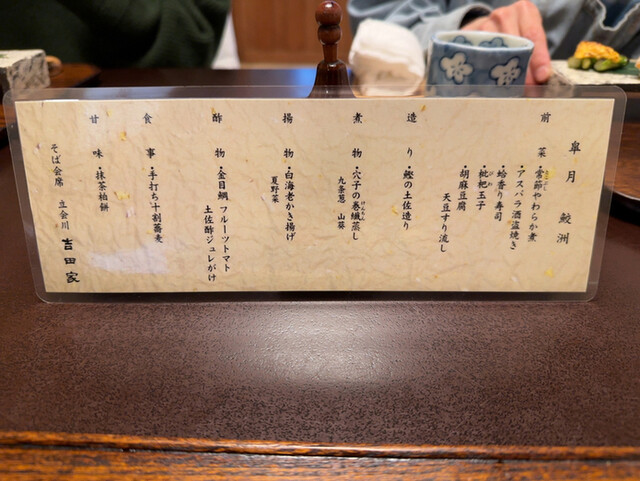 皐月 鮫洲
前菜・常節やわらか煮
・アスパラ酒盗焼き
・蛤香り寿司
・枇杷玉子
・胡麻豆腐
天豆すり流し
造り・鰹の土佐造り
煮物・穴子の巻繊蒸し
九条葱 山葵
揚物・白海老かき揚げ
夏野菜
酢物・金目鯛 フルーツトマト
土佐酢ジュレがけ
食事・手打ち十割蕎麦
甘味・抹茶柏餅
そば会席 立会川 吉田家